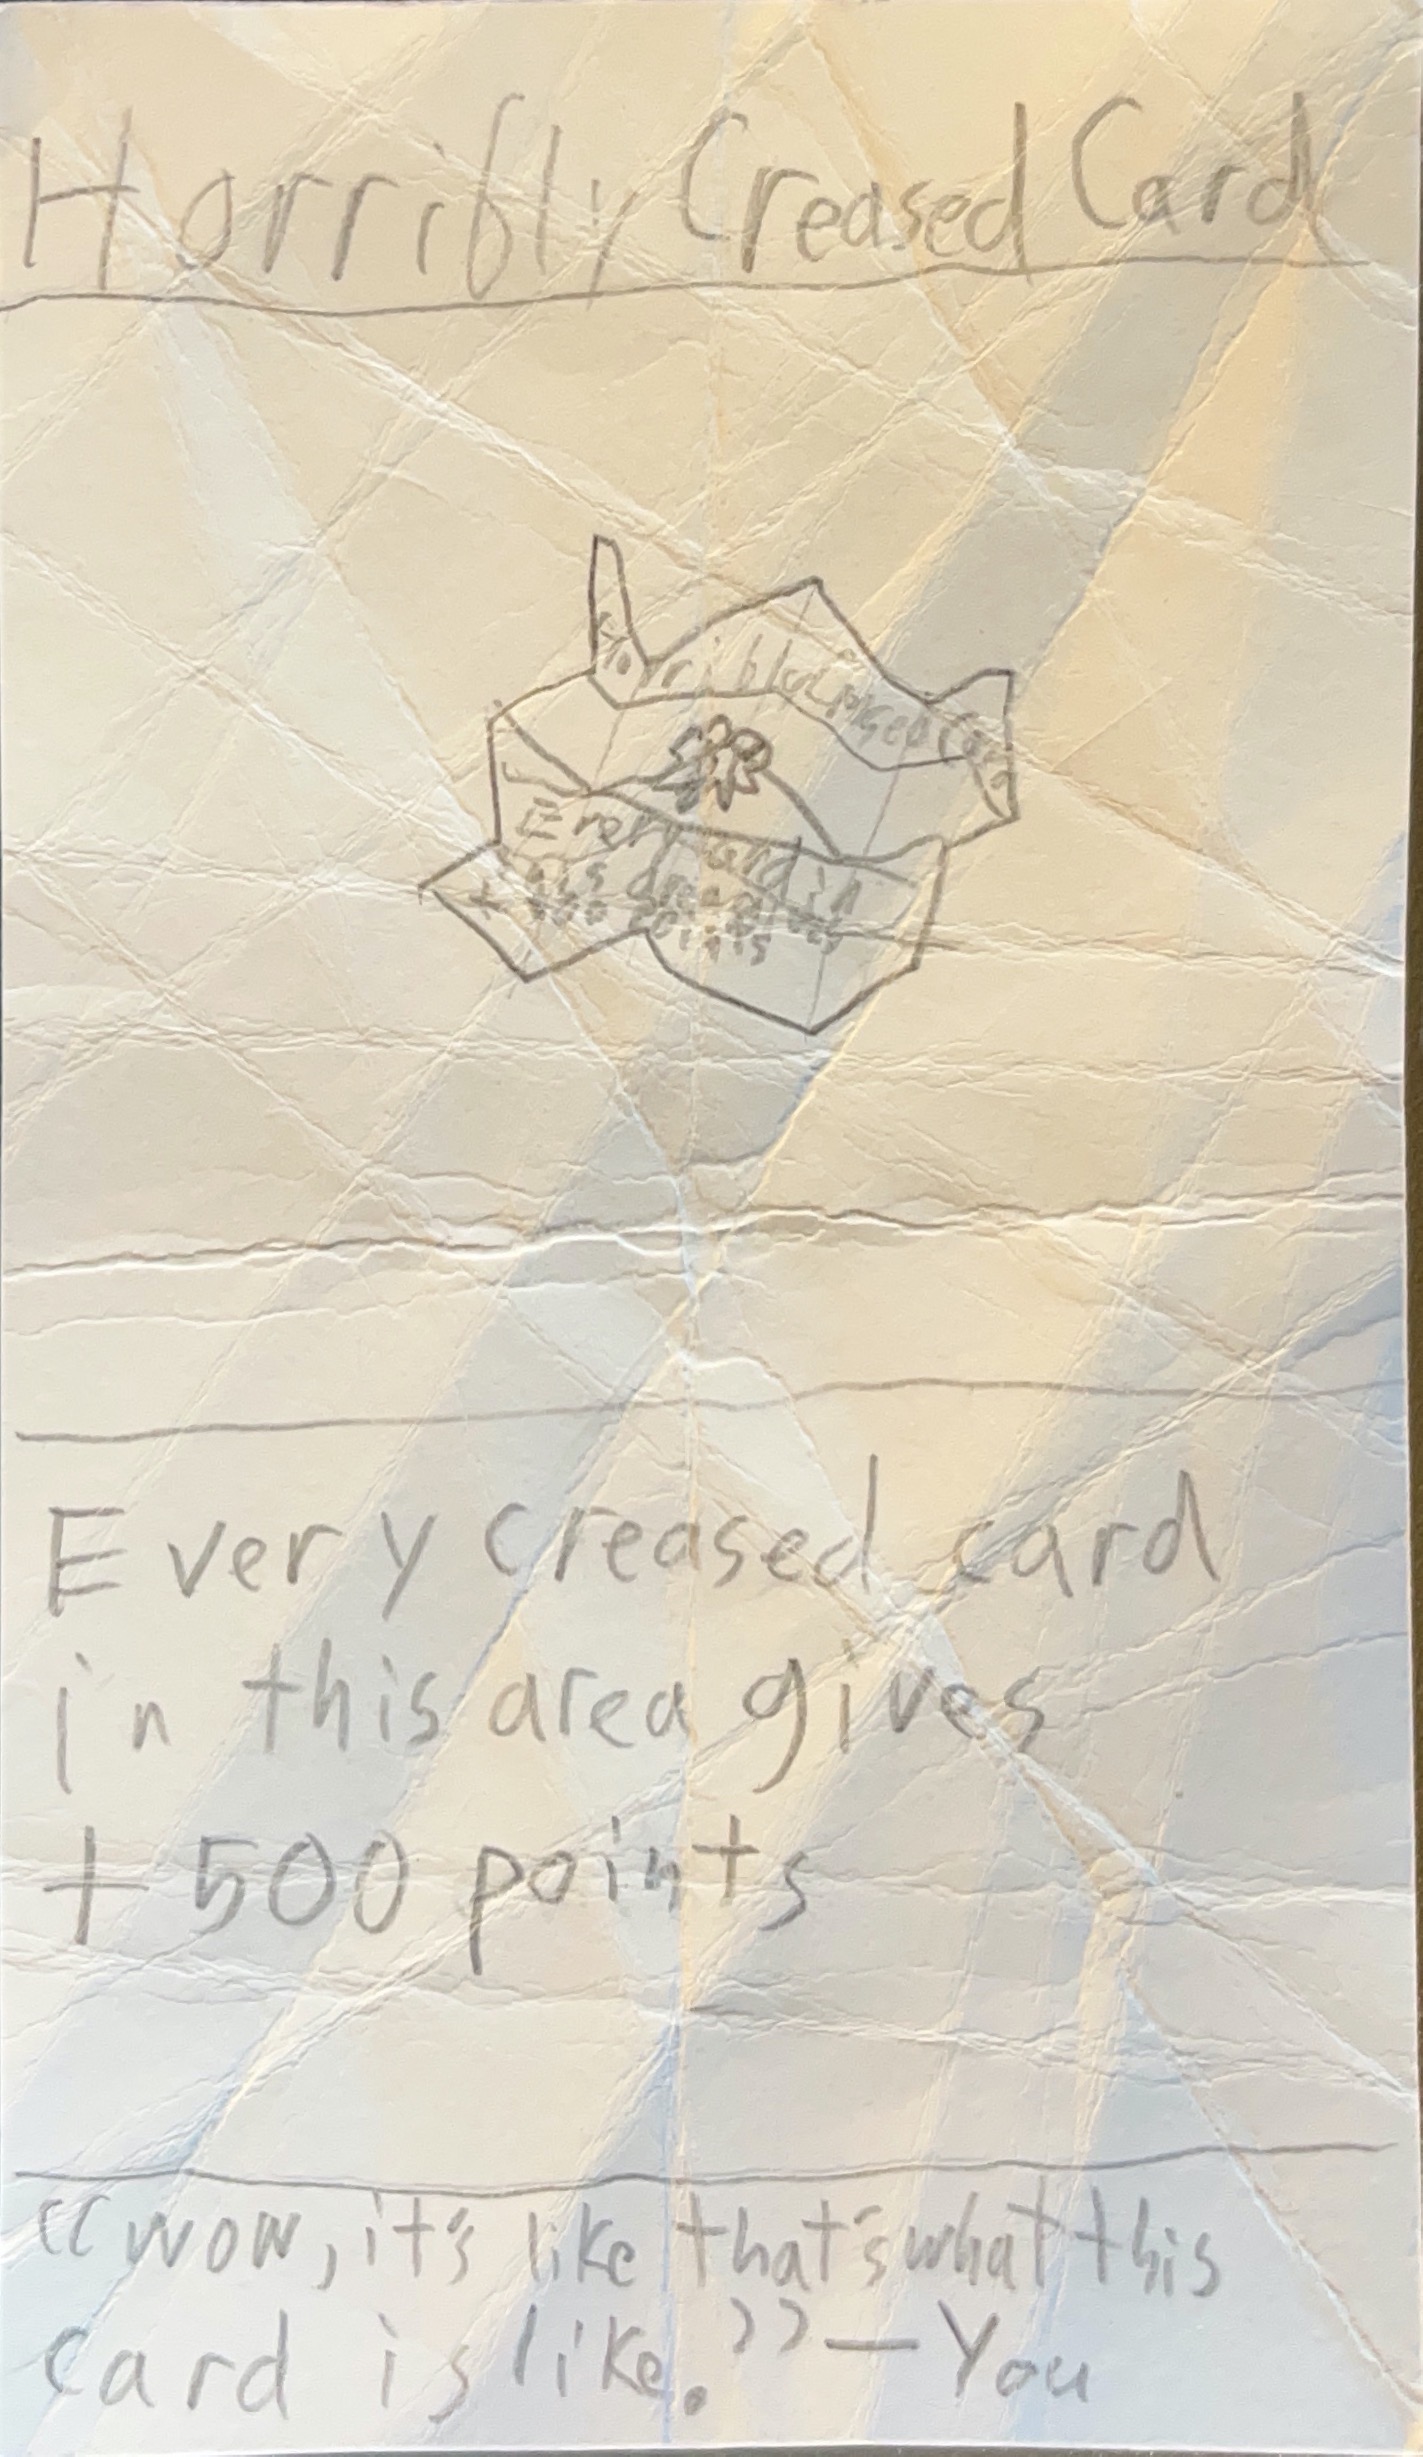 Horribly Creased Card
Horribly Creased Card
Every card in
this area gives
+ 500 points
Every creased card
in this area gives
+500 points
"wow, it's like that's what this
card is like." — You